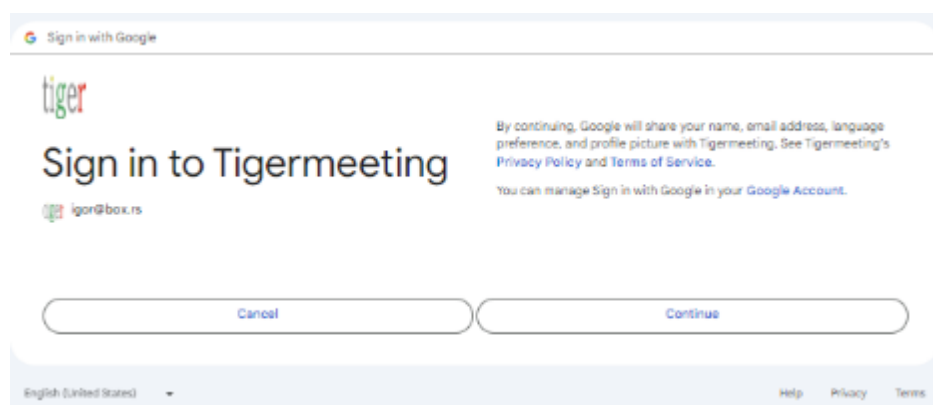 Sign in with Google
tiger
Sign in to Tigermeeting
tiger igor@box.rs
By continuing, Google will share your name, email address, language
preference, and profile picture with Tigermeeting. See Tigermeeting's
Privacy Policy and Terms of Service.
You can manage Sign in with Google in your Google Account.
Cancel
Continue
English (United States)
Help Privacy Terms